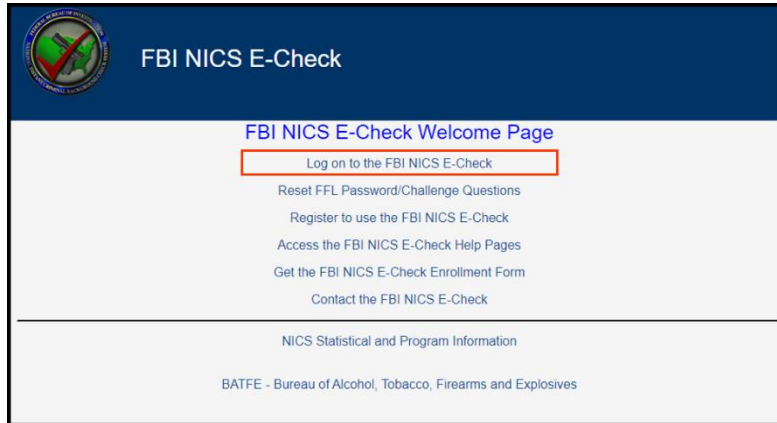 FBI NICS E-Check
FBI NICS E-Check Welcome Page
Log on to the FBI NICS E-Check
Reset FFL Password/Challenge Questions
Register to use the FBI NICS E-Check
Access the FBI NICS E-Check Help Pages
Get the FBI NICS E-Check Enrollment Form
Contact the FBI NICS E-Check
NICS Statistical and Program Information
BATFE - Bureau of Alcohol, Tobacco, Firearms and Explosives